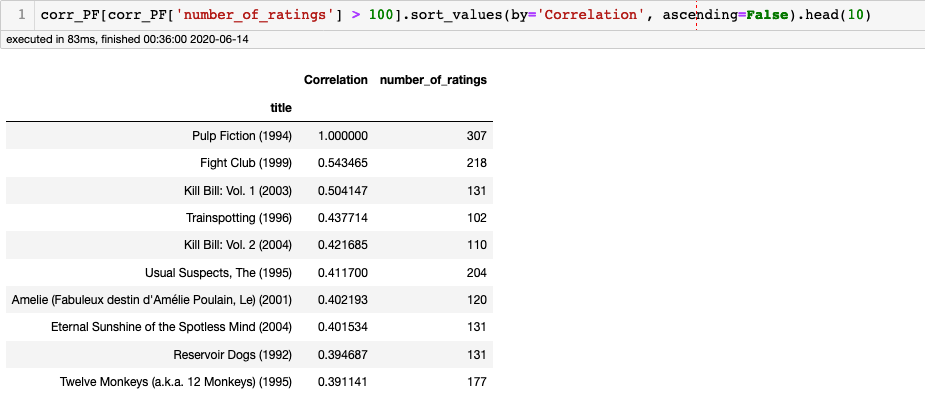 1 corr_PF[corr_PF['number_of_ratings'] > 100].sort_values(by='Correlation', ascending=False).head(10)
executed in 83ms, finished 00:36:00 2020-06-14
Correlation number_of_ratings
title
Pulp Fiction (1994) 1.000000 307
Fight Club (1999) 0.543465 218
Kill Bill: Vol. 1 (2003) 0.504147 131
Trainspotting (1996) 0.437714 102
Kill Bill: Vol. 2 (2004) 0.421685 110
Usual Suspects, The (1995) 0.411700 204
Amelie (Fabuleux destin d'Amélie Poulain, Le) (2001) 0.402193 120
Eternal Sunshine of the Spotless Mind (2004) 0.401534 131
Reservoir Dogs (1992) 0.394687 131
Twelve Monkeys (a.k.a. 12 Monkeys) (1995) 0.391141 177